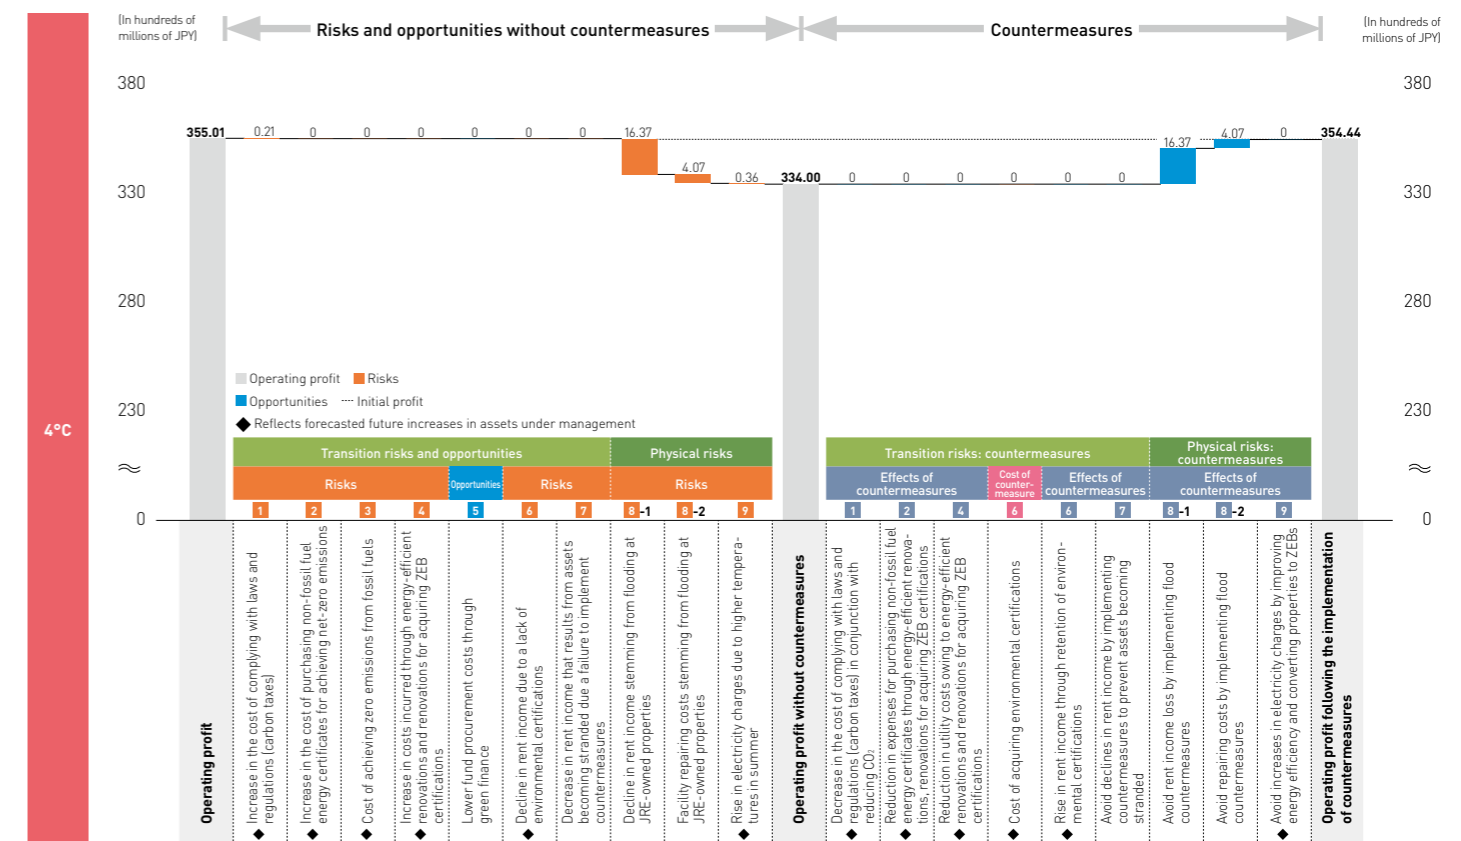 (In hundreds of
millions of JPY)
Risks and opportunities without countermeasures
Countermeasures
(In hundreds of
millions of JPY)
380
330
280
230
0
380
330
280
230
0
4°C
355.01
0.21
0
0
0
0
0
0
16.37
4.07
0.36
334.00
0
0
0
0
0
0
16.37
4.07
0
354.44
Operating profit
Risks
Opportunities
Initial profit
Reflects forecasted future increases in assets under management
Transition risks and opportunities
Physical risks
Risks
Opportunities
Risks
Risks
1
2
3
4
5
6
7
8-1
8-2
9
Transition risks: countermeasures
Physical risks:
countermeasures
Effects of
countermeasures
Cost of
counter-
measure
Effects of
countermeasures
Effects of
countermeasures
1
2
4
6
6
7
8-1
8-2
9
Operating profit
Increase in the cost of complying with laws and
regulations (carbon taxes)
Increase in the cost of purchasing non-fossil fuel
energy certificates for achieving net-zero emissions
Cost of achieving zero emissions from fossil fuels
Increase in costs incurred through energy-efficient
renovations and renovations for acquiring ZEB
certifications
Lower fund procurement costs through
green finance
Decline in rent income due to a lack of
environmental certifications
Decrease in rent income that results from assets
becoming stranded due a failure to implement
countermeasures
Decline in rent income stemming from flooding at
JRE-owned properties
Facility repairing costs stemming from flooding at
JRE-owned properties
Rise in electricity charges due to higher tempera-
tures in summer
Operating profit without countermeasures
Decrease in the cost of complying with laws and
regulations (carbon taxes) in conjunction with
reducing CO₂
Reduction in expenses for purchasing non-fossil fuel
energy certificates through energy-efficient renova-
tions, renovations for acquiring ZEB certifications
Reduction in utility costs owing to energy-efficient
renovations and renovations for acquiring ZEB
certifications
Cost of acquiring environmental certifications
Rise in rent income through retention of environ-
mental certifications
Avoid declines in rent income by implementing
countermeasures to prevent assets becoming
stranded
Avoid rent income loss by implementing flood
countermeasures
Avoid repairing costs by implementing flood
countermeasures
Avoid increases in electricity charges by improving
energy efficiency and converting properties to ZEBs
Operating profit following the implementation
of countermeasures